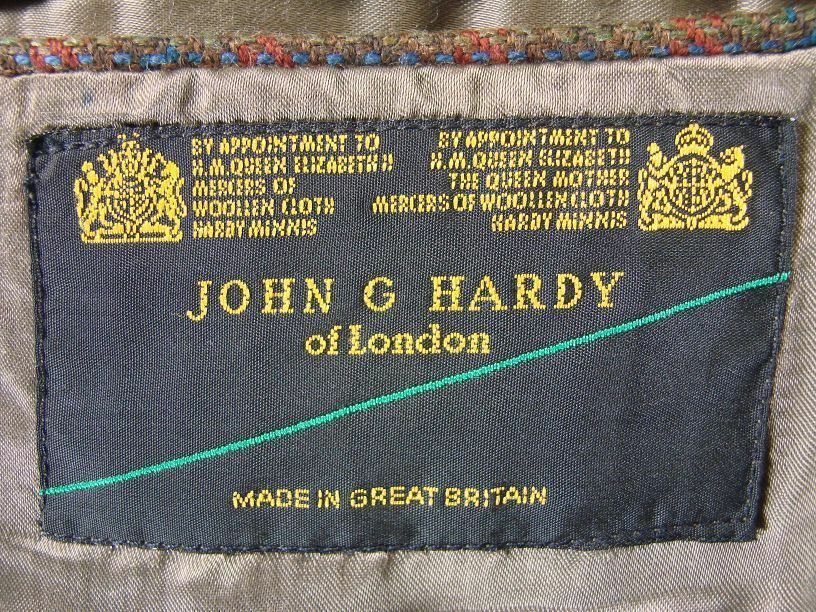 BY APPOINTMENT TO
H.M. QUEEN ELIZABETH II
MERCERS OF
WOOLLEN CLOTH
HARDY MINNIS
BY APPOINTMENT TO
H.M. QUEEN ELIZABETH
THE QUEEN MOTHER
MERCERS OF WOOLLEN CLOTH
HARDY MINNIS
JOHN G HARDY
of London
MADE IN GREAT BRITAIN